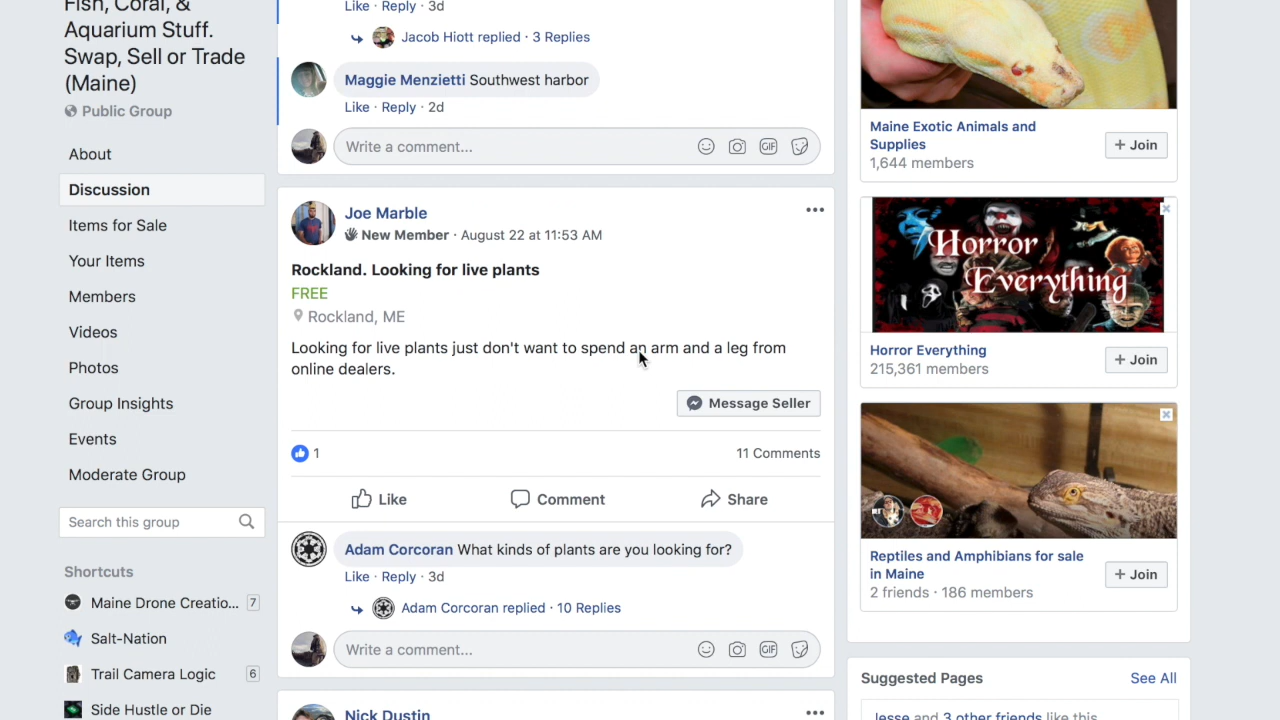 Fish, Coral, &
Aquarium Stuff.
Swap, Sell or Trade
(Maine)
Public Group
About
Discussion
Items for Sale
Your Items
Members
Videos
Photos
Group Insights
Events
Moderate Group
Search this group
Shortcuts
Maine Drone Creatio... 7
Salt-Nation
Trail Camera Logic 6
Side Hustle or Die
Like · Reply · 3d
Jacob Hiott replied · 3 Replies
Maggie Menzietti Southwest harbor
Like · Reply · 2d
Write a comment...
GIF
Joe Marble
New Member · August 22 at 11:53 AM
Rockland. Looking for live plants
FREE
Rockland, ME
Looking for live plants just don't want to spend an arm and a leg from
online dealers.
Message Seller
1
11 Comments
Like Comment Share
Adam Corcoran What kinds of plants are you looking for?
Like · Reply · 3d
Adam Corcoran replied · 10 Replies
Write a comment...
GIF
Nick Dustin
Maine Exotic Animals and
Supplies
1,644 members
+ Join
Horror
Everything
Horror Everything
215,361 members
+ Join
Reptiles and Amphibians for sale
in Maine
2 friends · 186 members
+ Join
Suggested Pages
See All
Jesse and 3 other friends like this